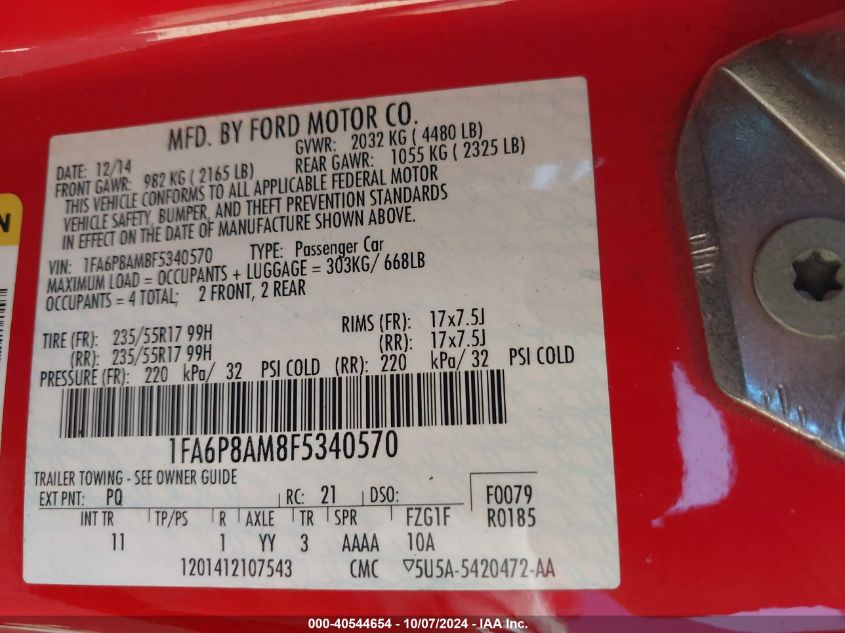 MFD. BY FORD MOTOR CO.
DATE: 12/14 GVWR: 2032 KG ( 4480 LB)
FRONT GAWR: 982 KG ( 2165 LB) REAR GAWR: 1055 KG ( 2325 LB)
THIS VEHICLE CONFORMS TO ALL APPLICABLE FEDERAL MOTOR
VEHICLE SAFETY, BUMPER, AND THEFT PREVENTION STANDARDS
IN EFFECT ON THE DATE OF MANUFACTURE SHOWN ABOVE.
VIN: 1FA6P8AM8F5340570 TYPE: Passenger Car
MAXIMUM LOAD = OCCUPANTS + LUGGAGE = 303KG/ 668LB
OCCUPANTS = 4 TOTAL; 2 FRONT, 2 REAR
TIRE (FR): 235/55R17 99H RIMS (FR): 17x7.5J
(RR): 235/55R17 99H (RR): 17x7.5J
PRESSURE (FR): 220 kPa/ 32 PSI COLD (RR): 220 kPa/ 32 PSI COLD
1FA6P8AM8F5340570
TRAILER TOWING - SEE OWNER GUIDE
EXT PNT: PQ RC: 21 DSO: F0079
INT TR TP/PS R AXLE TR SPR FZG1F R0185
11 1 YY 3 AAAA 10A
1201412107543 CMC ▽5U5A-5420472-AA
N
000-40544654 - 10/07/2024 - IAA Inc.